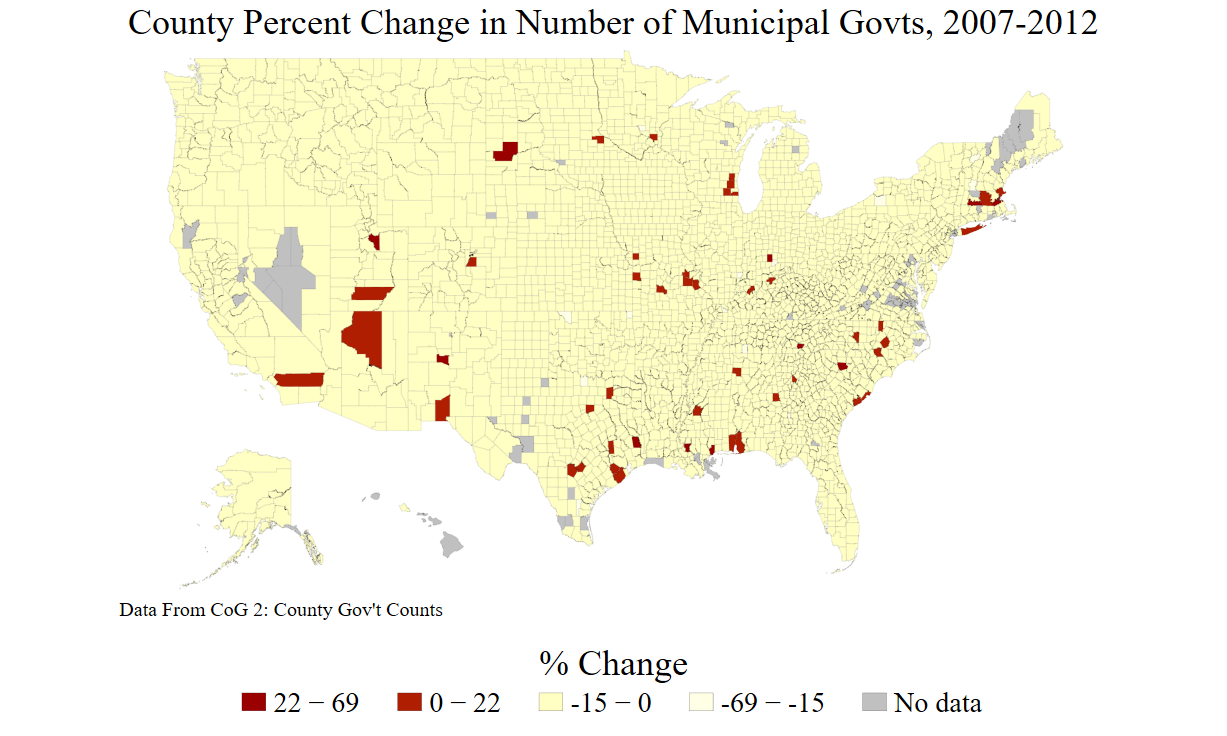 County Percent Change in Number of Municipal Govts, 2007-2012
Data From CoG 2: County Gov't Counts
% Change
22 − 69 0 − 22 -15 − 0 -69 − -15 No data